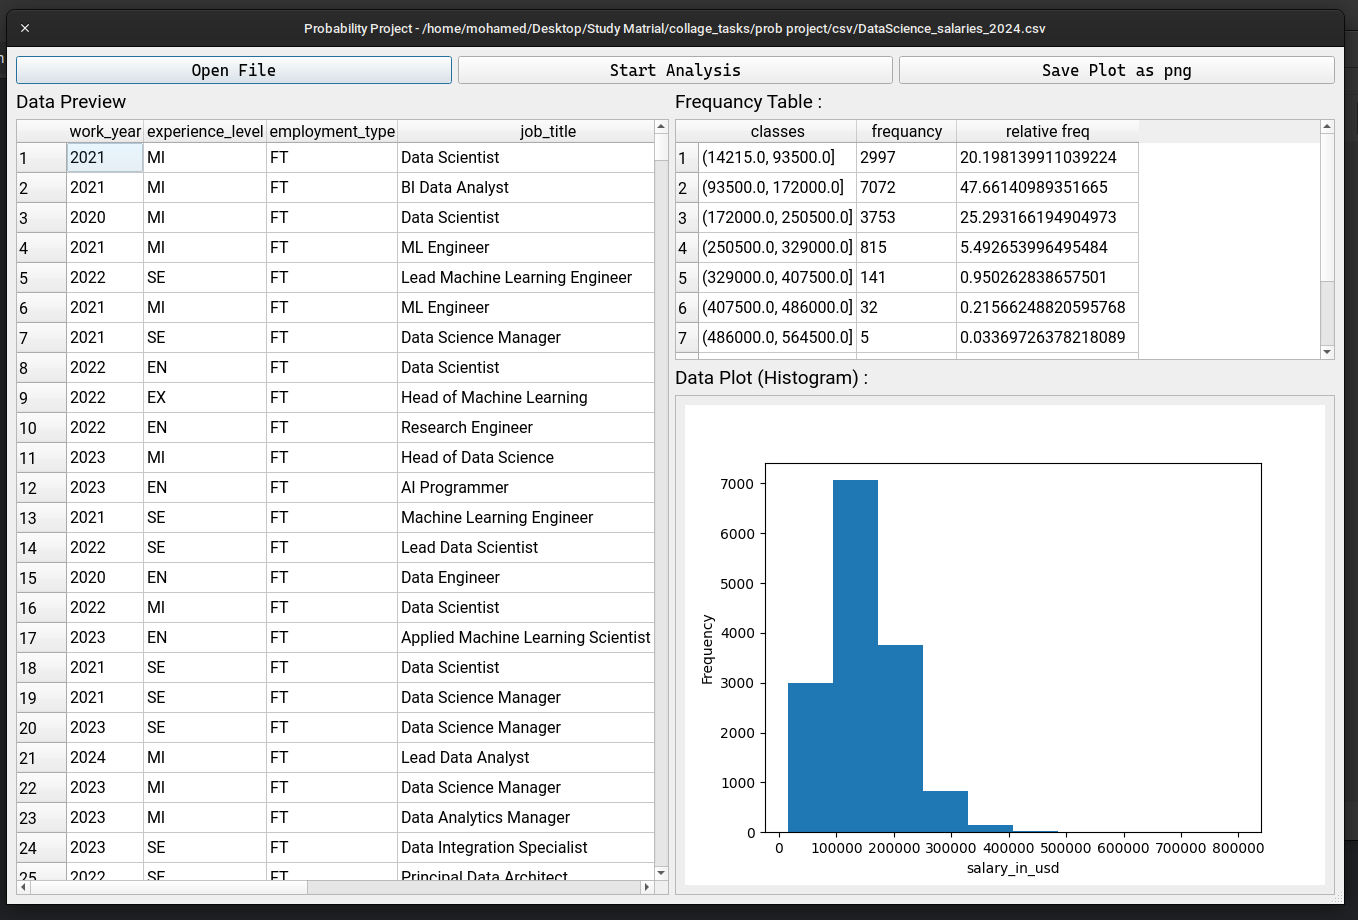 Probability Project - /home/mohamed/Desktop/Study Matrial/collage_tasks/prob project/csv/DataScience_salaries_2024.csv
Open File Start Analysis Save Plot as png
Data Preview
work_year experience_level employment_type job_title
1 2021 MI FT Data Scientist
2 2021 MI FT BI Data Analyst
3 2020 MI FT Data Scientist
4 2021 MI FT ML Engineer
5 2022 SE FT Lead Machine Learning Engineer
6 2021 MI FT ML Engineer
7 2021 SE FT Data Science Manager
8 2022 EN FT Data Scientist
9 2022 EX FT Head of Machine Learning
10 2022 EN FT Research Engineer
11 2023 MI FT Head of Data Science
12 2023 EN FT AI Programmer
13 2021 SE FT Machine Learning Engineer
14 2022 SE FT Lead Data Scientist
15 2020 EN FT Data Engineer
16 2022 MI FT Data Scientist
17 2023 EN FT Applied Machine Learning Scientist
18 2021 SE FT Data Scientist
19 2021 SE FT Data Science Manager
20 2023 SE FT Data Science Manager
21 2024 MI FT Lead Data Analyst
22 2023 MI FT Data Science Manager
23 2023 MI FT Data Analytics Manager
24 2023 SE FT Data Integration Specialist
25 2022 SE FT Principal Data Architect
Frequancy Table :
classes frequancy relative freq
1 (14215.0, 93500.0] 2997 20.198139911039224
2 (93500.0, 172000.0] 7072 47.66140989351665
3 (172000.0, 250500.0] 3753 25.293166194904973
4 (250500.0, 329000.0] 815 5.492653996495484
5 (329000.0, 407500.0] 141 0.950262838657501
6 (407500.0, 486000.0] 32 0.21566248820595768
7 (486000.0, 564500.0] 5 0.03369726378218089
Data Plot (Histogram) :
7000
6000
5000
4000
3000
2000
1000
0
Frequency
0 100000 200000 300000 400000 500000 600000 700000 800000
salary_in_usd